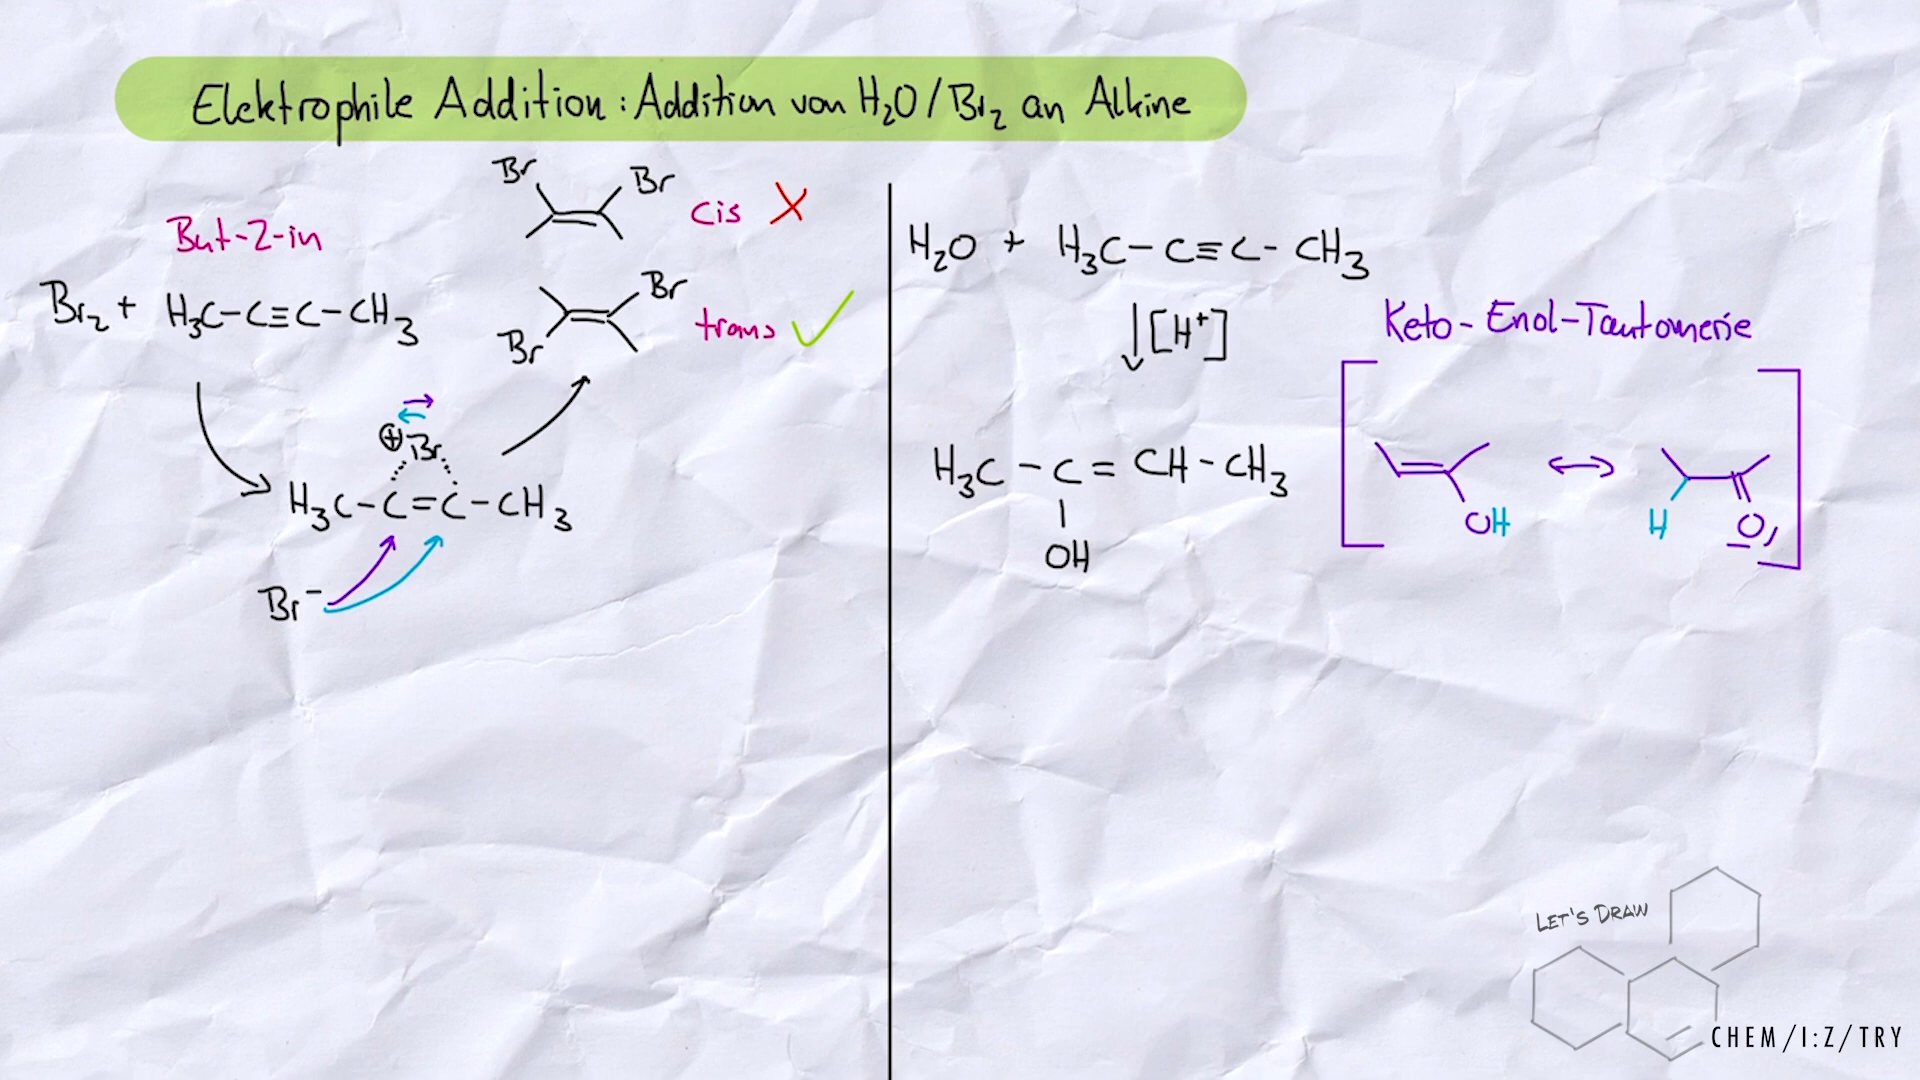 Elektrophile Addition: Addition von H₂O/Br₂ an Alkine
But-2-in
Br₂ + H₃C-C≡C-CH₃
Br
Br
cis X
Br
Br
trans ✓
⊕Br
H₃C-C=C-CH₃
Br⁻
H₂O + H₃C-C≡C-CH₃
↓[H⁺]
H₃C-C=CH-CH₃
OH
Keto-Enol-Tautomerie
OH
H
O
LET'S DRAW
CHEM/I:Z/TRY